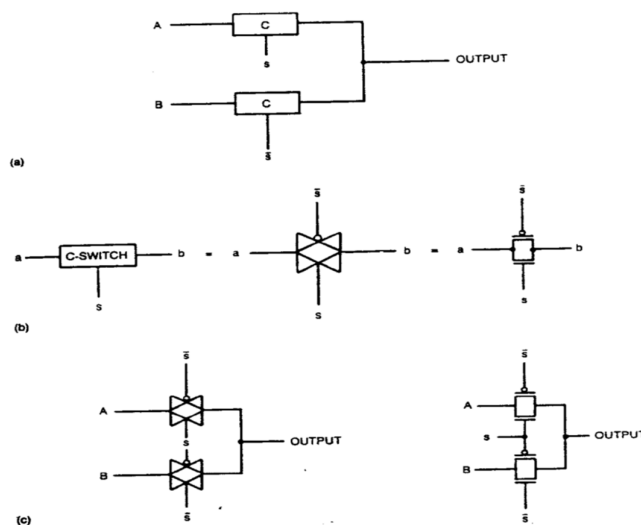 A C
s
OUTPUT
B C
s̄
(a)
s̄ s̄
a C-SWITCH b = a b = a b
s s s
(b)
s̄ s̄
A A
s OUTPUT s OUTPUT
B B
s̄ s̄
(c)